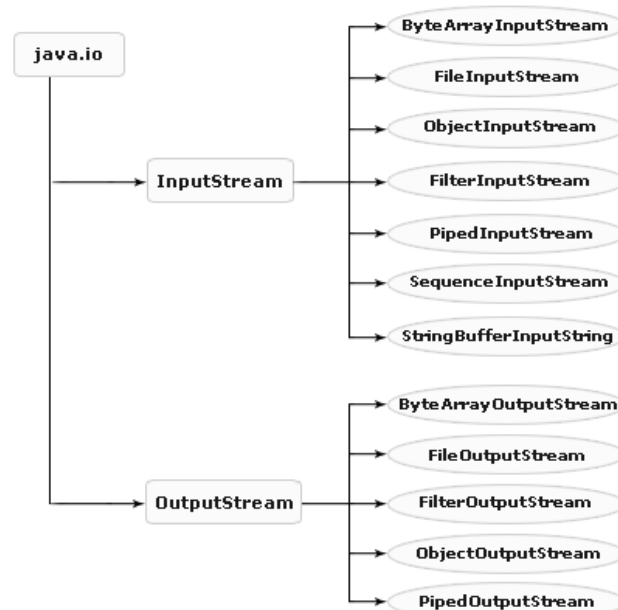 java.io
InputStream
ByteArrayInputStream
FileInputStream
ObjectInputStream
FilterInputStream
PipedInputStream
SequenceInputStream
StringBufferInputString
OutputStream
ByteArrayOutputStream
FileOutputStream
FilterOutputStream
ObjectOutputStream
PipedOutputStream